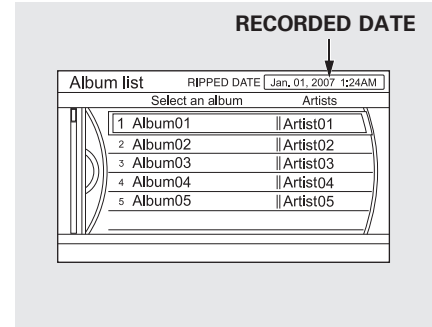 RECORDED DATE
Album list RIPPED DATE Jan. 01, 2007 1:24AM
Select an album Artists
1 Album01 Artist01
2 Album02 Artist02
3 Album03 Artist03
4 Album04 Artist04
5 Album05 Artist05